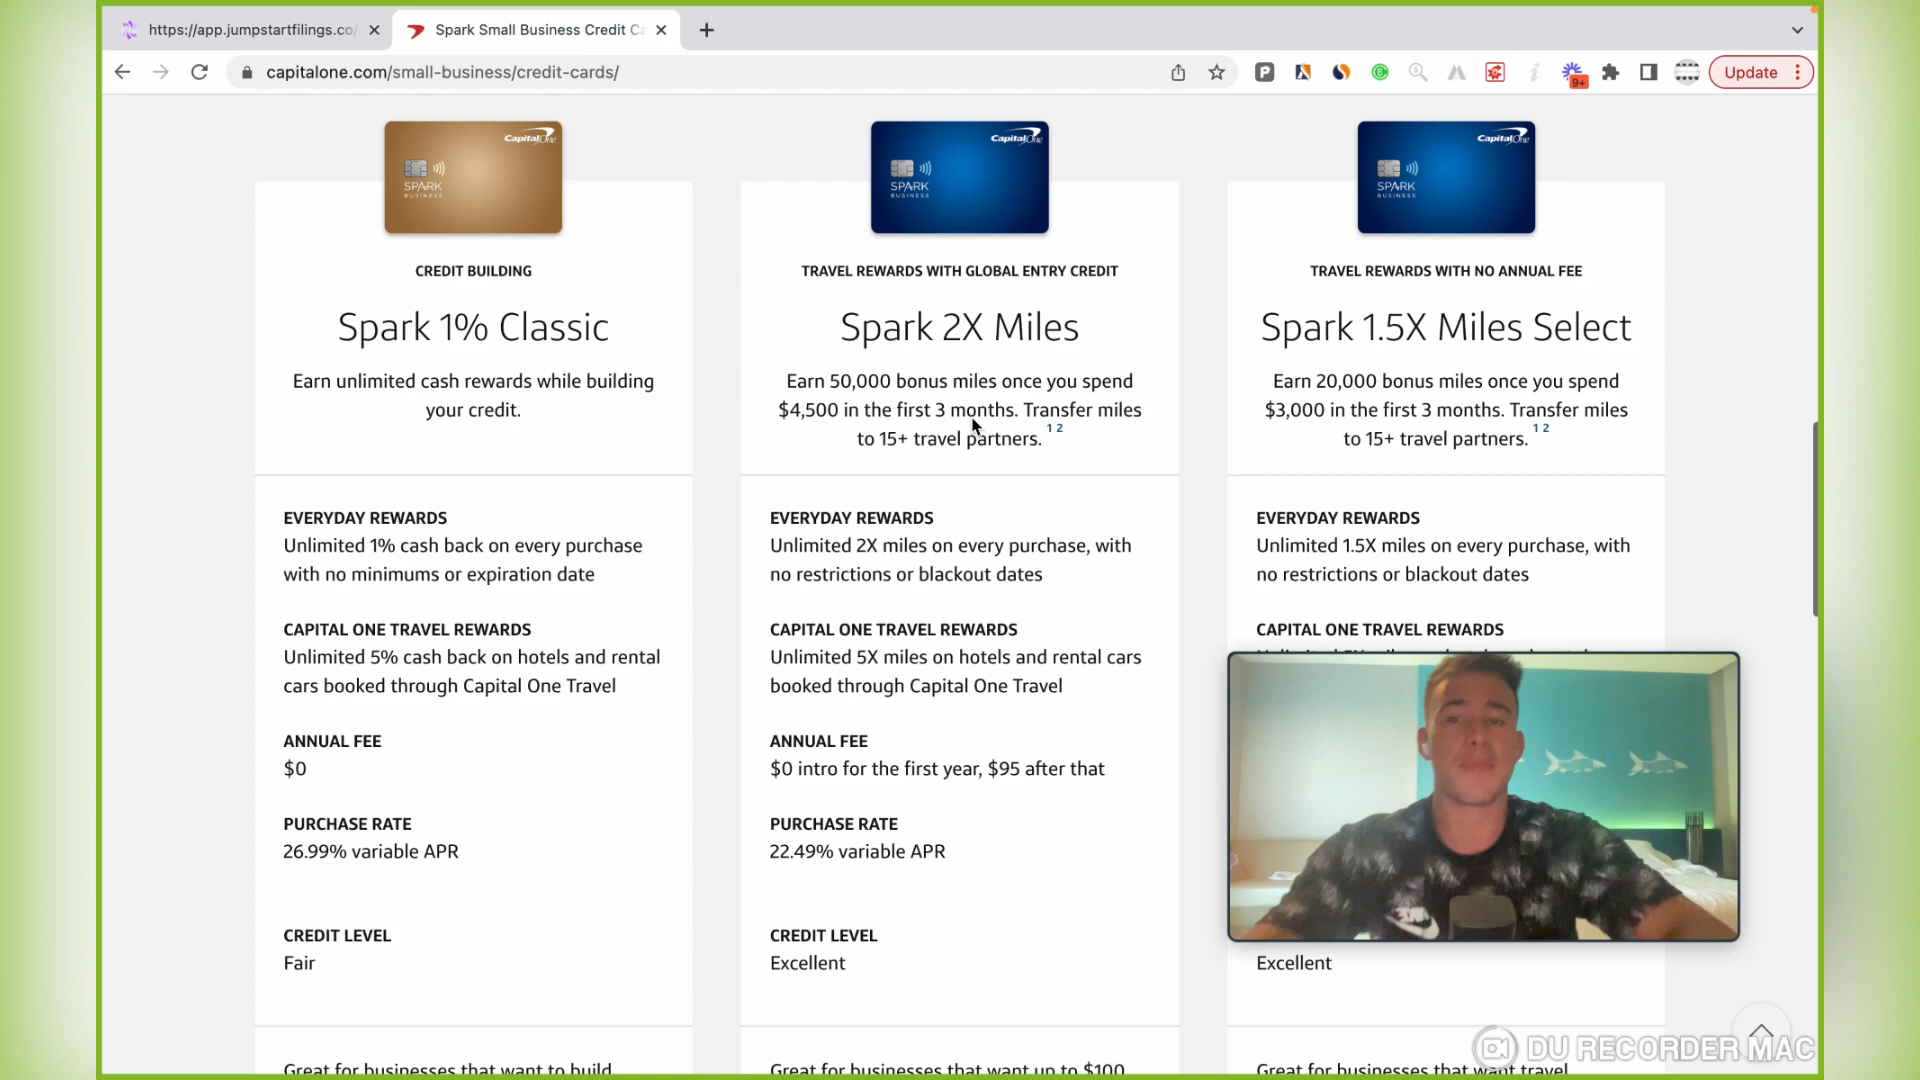 https://app.jumpstartfilings.co/
Spark Small Business Credit Ca
capitalone.com/small-business/credit-cards/
9+
Update
Capital One
SPARK
BUSINESS
CREDIT BUILDING
Spark 1% Classic
Earn unlimited cash rewards while building
your credit.
EVERYDAY REWARDS
Unlimited 1% cash back on every purchase
with no minimums or expiration date
CAPITAL ONE TRAVEL REWARDS
Unlimited 5% cash back on hotels and rental
cars booked through Capital One Travel
ANNUAL FEE
$0
PURCHASE RATE
26.99% variable APR
CREDIT LEVEL
Fair
Great for businesses that want to build
Capital One
SPARK
BUSINESS
TRAVEL REWARDS WITH GLOBAL ENTRY CREDIT
Spark 2X Miles
Earn 50,000 bonus miles once you spend
$4,500 in the first 3 months. Transfer miles
to 15+ travel partners. 1 2
EVERYDAY REWARDS
Unlimited 2X miles on every purchase, with
no restrictions or blackout dates
CAPITAL ONE TRAVEL REWARDS
Unlimited 5X miles on hotels and rental cars
booked through Capital One Travel
ANNUAL FEE
$0 intro for the first year, $95 after that
PURCHASE RATE
22.49% variable APR
CREDIT LEVEL
Excellent
Great for businesses that want up to $100
Capital One
SPARK
BUSINESS
TRAVEL REWARDS WITH NO ANNUAL FEE
Spark 1.5X Miles Select
Earn 20,000 bonus miles once you spend
$3,000 in the first 3 months. Transfer miles
to 15+ travel partners. 1 2
EVERYDAY REWARDS
Unlimited 1.5X miles on every purchase, with
no restrictions or blackout dates
CAPITAL ONE TRAVEL REWARDS
Excellent
Great for businesses that want travel
DU RECORDER MAC